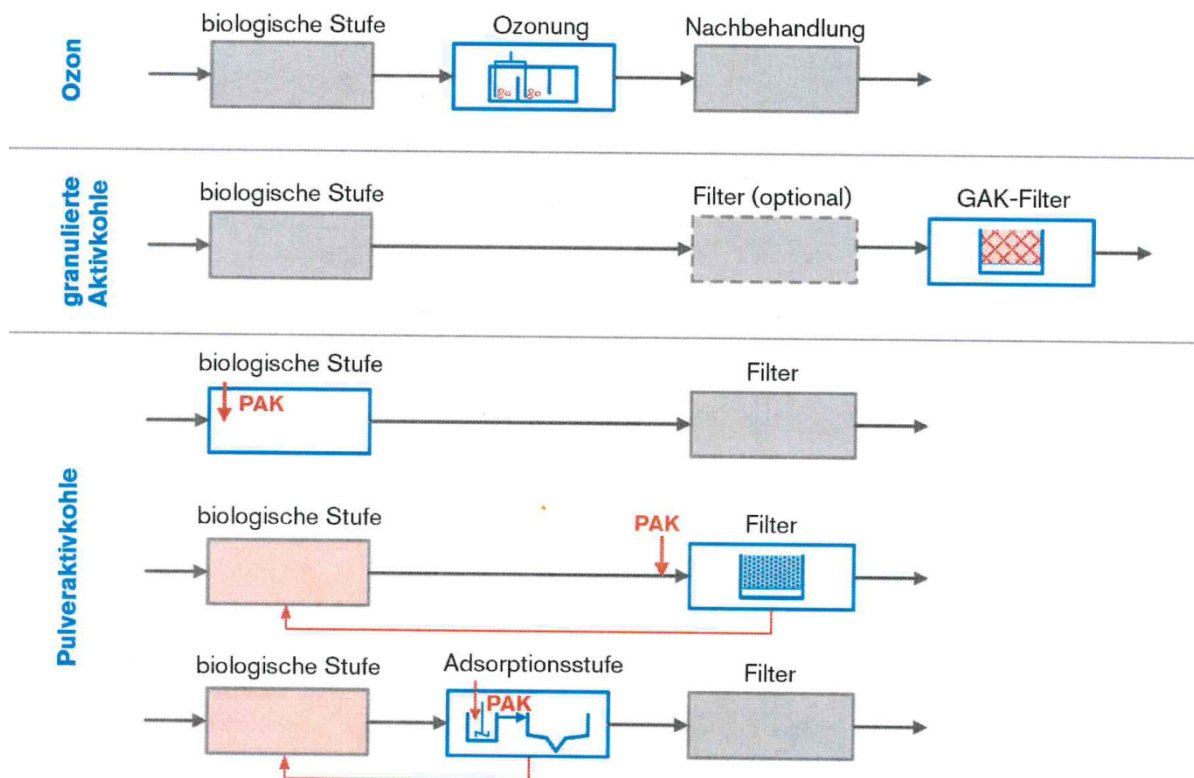 Ozon
biologische Stufe
Ozonung
Nachbehandlung
granulierte
Aktivkohle
biologische Stufe
Filter (optional)
GAK-Filter
Pulveraktivkohle
biologische Stufe
PAK
Filter
biologische Stufe
PAK
Filter
biologische Stufe
Adsorptionsstufe
PAK
Filter